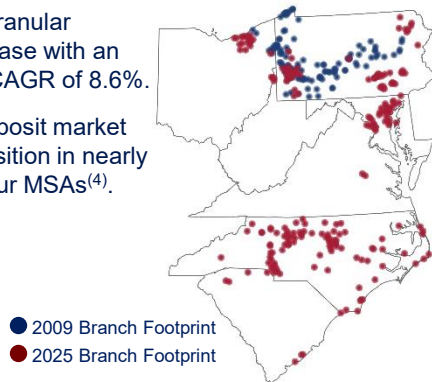 ranular
ase with an
CAGR of 8.6%.
posit market
sition in nearly
ur MSAs(4).
2009 Branch Footprint
2025 Branch Footprint